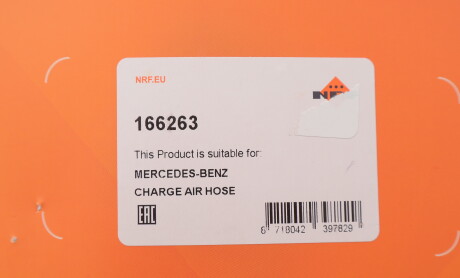 NRF.EU
166263
This Product is suitable for:
MERCEDES-BENZ
CHARGE AIR HOSE
EAC
8 718042 397829